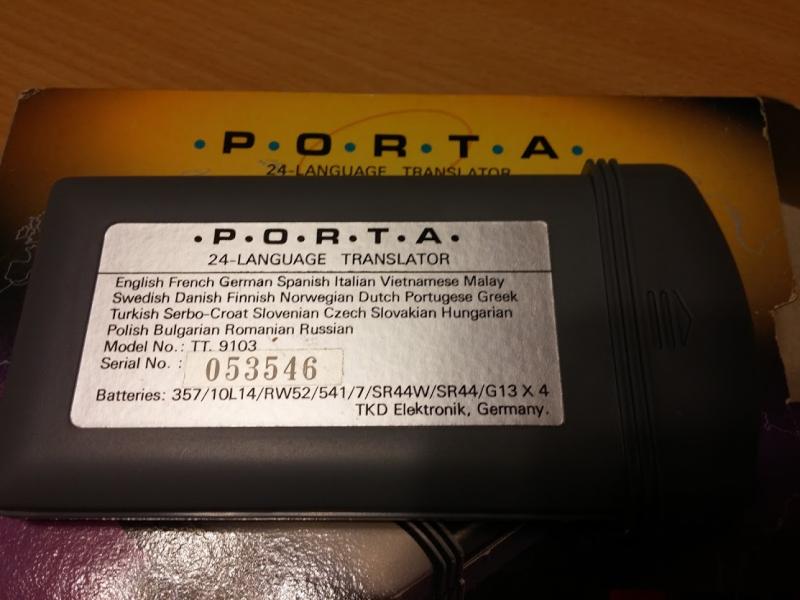 •P•O•R•T•A•
24-LANGUAGE TRANSLATOR
•P•O•R•T•A•
24-LANGUAGE TRANSLATOR
English French German Spanish Italian Vietnamese Malay
Swedish Danish Finnish Norwegian Dutch Portugese Greek
Turkish Serbo-Croat Slovenian Czech Slovakian Hungarian
Polish Bulgarian Romanian Russian
Model No.: TT. 9103
Serial No. : 053546
Batteries: 357/10L14/RW52/541/7/SR44W/SR44/G13 X 4
TKD Elektronik, Germany.